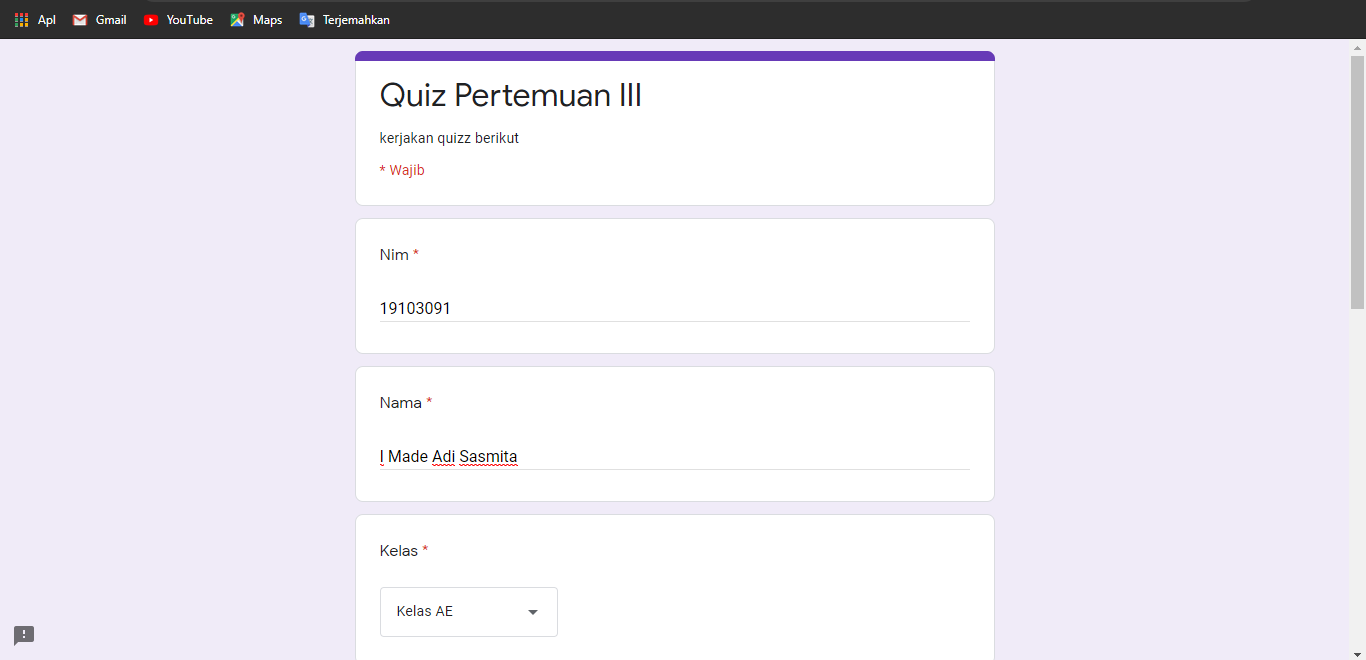 Apl Gmail YouTube Maps Terjemahkan
Quiz Pertemuan III
kerjakan quizz berikut
* Wajib
Nim *
19103091
Nama *
I Made Adi Sasmita
Kelas *
Kelas AE